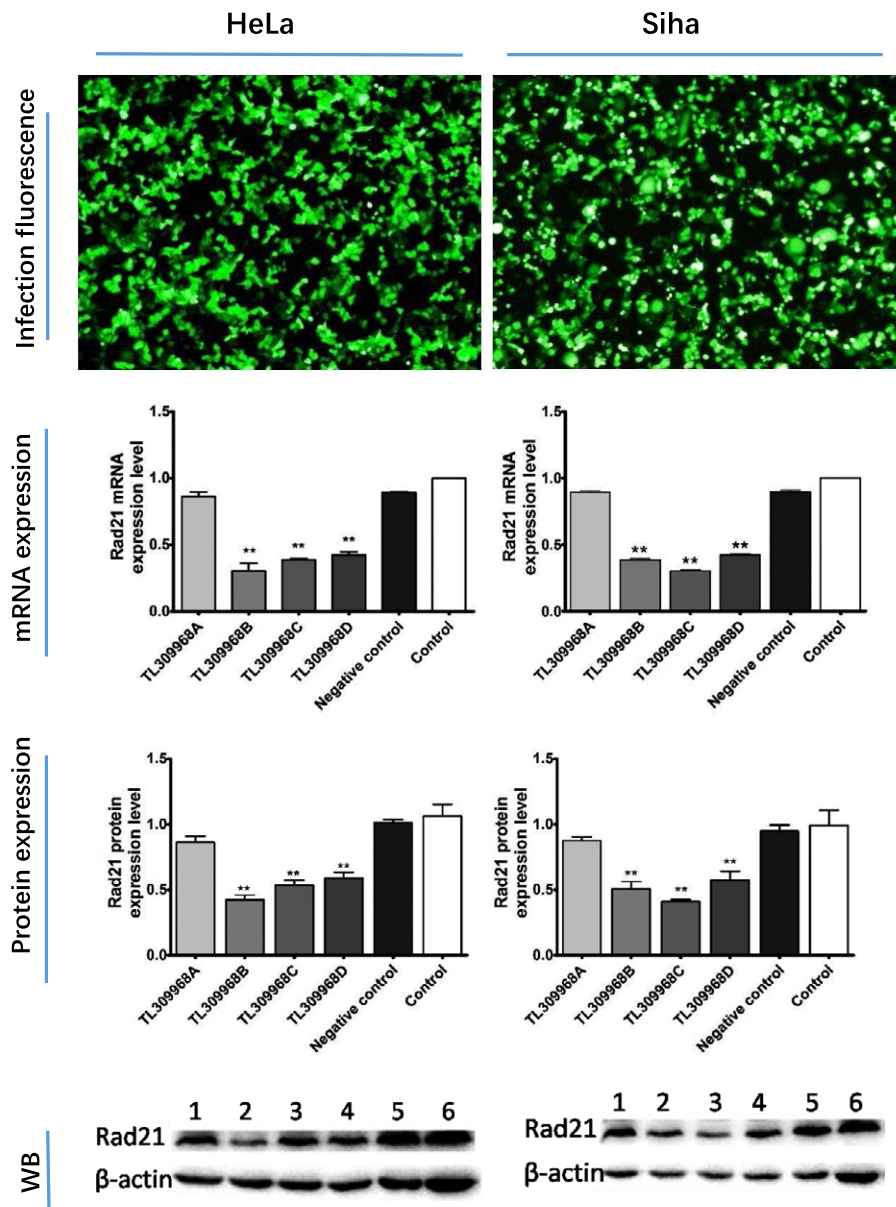 HeLa
Siha
Infection fluorescence
mRNA expression
Rad21 mRNA
expression level
1.5
1.0
0.5
0.0
**
**
**
TL309968A
TL309968B
TL309968C
TL309968D
Negative control
Control
Rad21 mRNA
expression level
1.5
1.0
0.5
0.0
**
**
**
TL309968A
TL309968B
TL309968C
TL309968D
Negative control
Control
Protein expression
Rad21 protein
expression level
1.5
1.0
0.5
0.0
**
**
**
TL309968A
TL309968B
TL309968C
TL309968D
Negative control
Control
Rad21 protein
expression level
1.5
1.0
0.5
0.0
**
**
**
TL309968A
TL309968B
TL309968C
TL309968D
Negative control
Control
WB
1 2 3 4 5 6
Rad21
β-actin
1 2 3 4 5 6
Rad21
β-actin